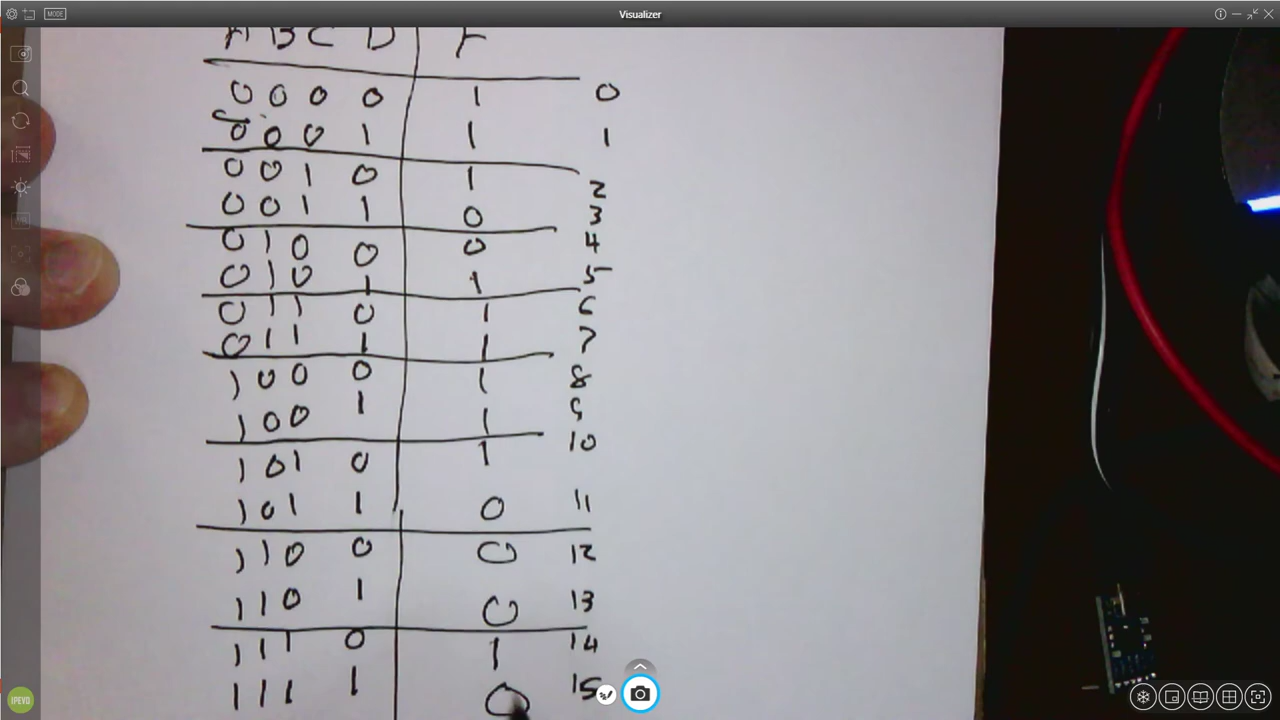 MODE
Visualizer
A B C D F
0 0 0 0 1 0
0 0 0 1 1 1
0 0 1 0 1 2
0 0 1 1 0 3
0 1 0 0 0 4
0 1 0 1 1 5
0 1 1 0 1 6
0 1 1 1 1 7
1 0 0 0 1 8
1 0 0 1 1 9
1 0 1 0 1 10
1 0 1 1 0 11
1 1 0 0 0 12
1 1 0 1 0 13
1 1 1 0 1 14
1 1 1 1 0 15
IPEVO